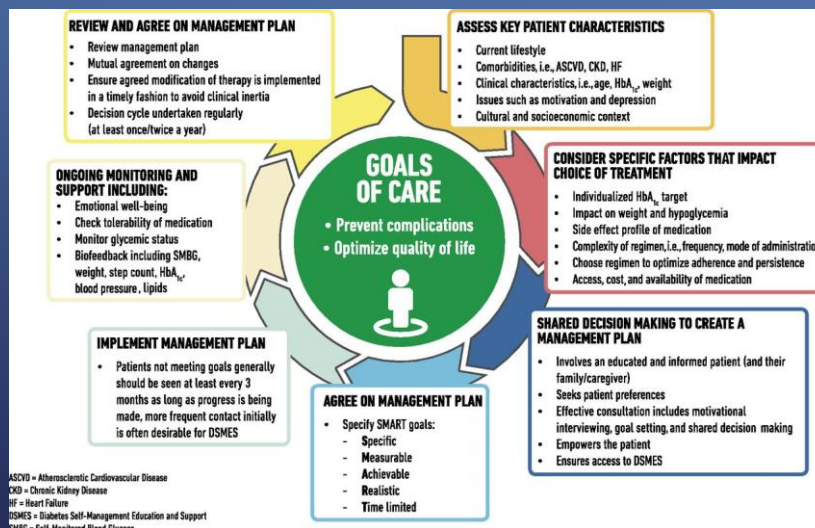 REVIEW AND AGREE ON MANAGEMENT PLAN
• Review management plan
• Mutual agreement on changes
• Ensure agreed modification of therapy is implemented
in a timely fashion to avoid clinical inertia
• Decision cycle undertaken regularly
(at least once/twice a year)
ASSESS KEY PATIENT CHARACTERISTICS
• Current lifestyle
• Comorbidities, i.e., ASCVD, CKD, HF
• Clinical characteristics, i.e., age, HbA1c, weight
• Issues such as motivation and depression
• Cultural and socioeconomic context
GOALS
OF CARE
• Prevent complications
• Optimize quality of life
ONGOING MONITORING AND
SUPPORT INCLUDING:
• Emotional well-being
• Check tolerability of medication
• Monitor glycemic status
• Biofeedback including SMBG,
weight, step count, HbA1c,
blood pressure, lipids
CONSIDER SPECIFIC FACTORS THAT IMPACT
CHOICE OF TREATMENT
• Individualized HbA1c target
• Impact on weight and hypoglycemia
• Side effect profile of medication
• Complexity of regimen, i.e., frequency, mode of administratio
• Choose regimen to optimize adherence and persistence
• Access, cost, and availability of medication
IMPLEMENT MANAGEMENT PLAN
• Patients not meeting goals generally
should be seen at least every 3
months as long as progress is being
made, more frequent contact initially
is often desirable for DSMES
AGREE ON MANAGEMENT PLAN
• Specify SMART goals:
- Specific
- Measurable
- Achievable
- Realistic
- Time limited
SHARED DECISION MAKING TO CREATE A
MANAGEMENT PLAN
• Involves an educated and informed patient (and their
family/caregiver)
• Seeks patient preferences
• Effective consultation includes motivational
interviewing, goal setting, and shared decision making
• Empowers the patient
• Ensures access to DSMES
ASCVD = Atherosclerotic Cardiovascular Disease
CKD = Chronic Kidney Disease
HF = Heart Failure
DSMES = Diabetes Self-Management Education and Support
SMBG = Self-Monitored Blood Glucose